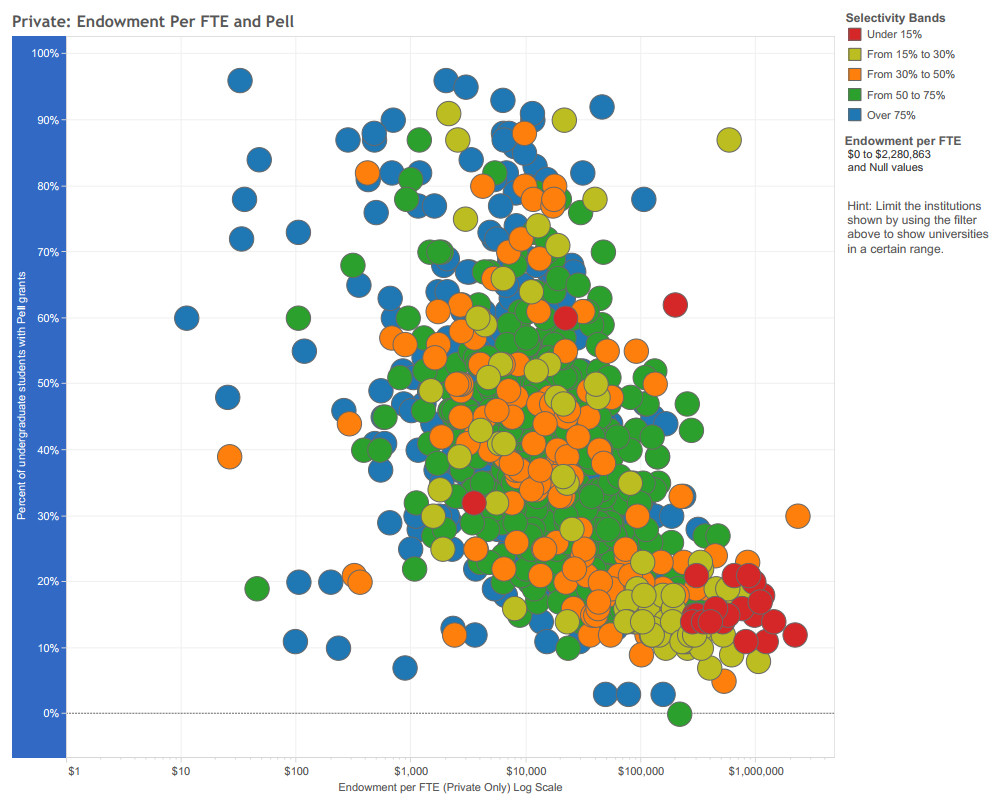 Private: Endowment Per FTE and Pell
100%
90%
80%
70%
60%
50%
40%
30%
20%
10%
0%
Percent of undergraduate students with Pell grants
$1
$10
$100
$1,000
$10,000
$100,000
$1,000,000
Endowment per FTE (Private Only) Log Scale
Selectivity Bands
Under 15%
From 15% to 30%
From 30% to 50%
From 50 to 75%
Over 75%
Endowment per FTE
$0 to $2,280,863
and Null values
Hint: Limit the institutions
shown by using the filter
above to show universities
in a certain range.